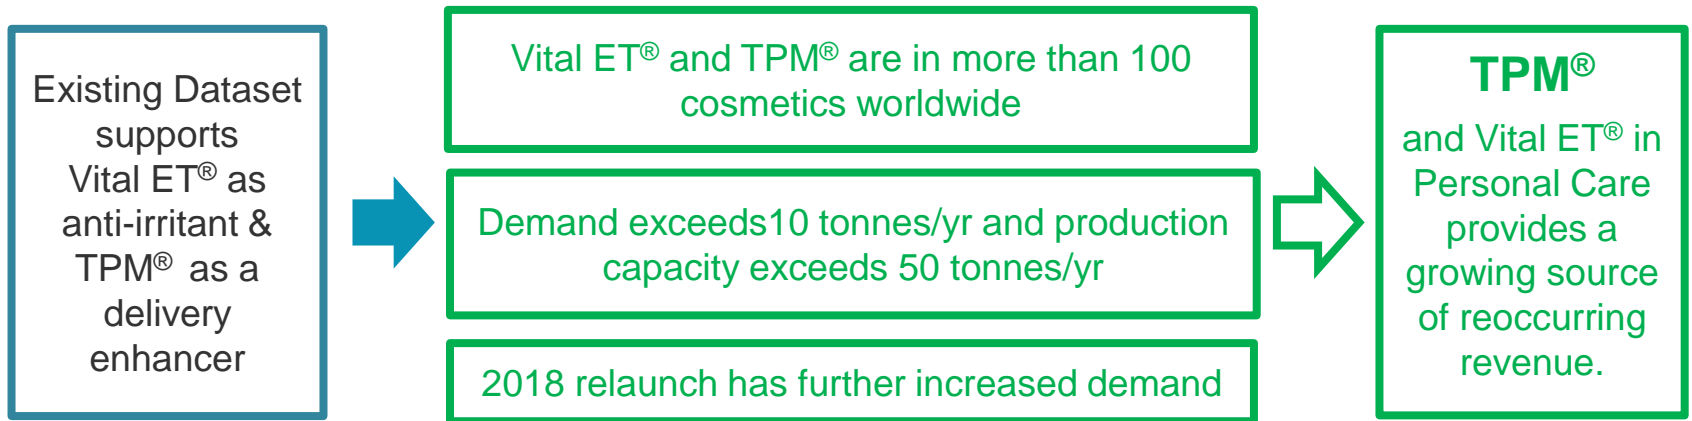 Existing Dataset
supports
Vital ET® as
anti-irritant &
TPM® as a
delivery
enhancer
Vital ET® and TPM® are in more than 100
cosmetics worldwide
Demand exceeds10 tonnes/yr and production
capacity exceeds 50 tonnes/yr
2018 relaunch has further increased demand
TPM®
and Vital ET® in
Personal Care
provides a
growing source
of reoccurring
revenue.